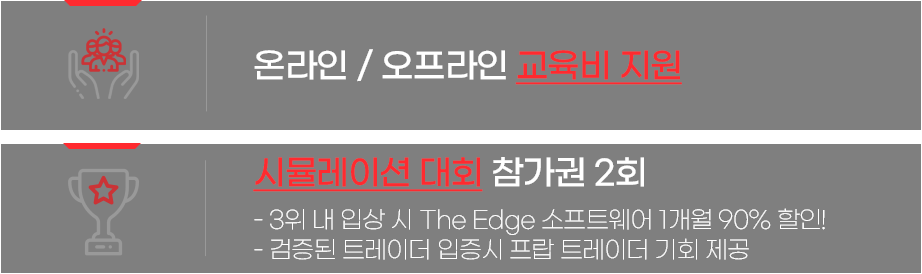 온라인 / 오프라인 교육비 지원
시뮬레이션 대회 참가권 2회
- 3위 내 입상 시 The Edge 소프트웨어 1개월 90% 할인!
- 검증된 트레이더 입증시 프랍 트레이더 기회 제공